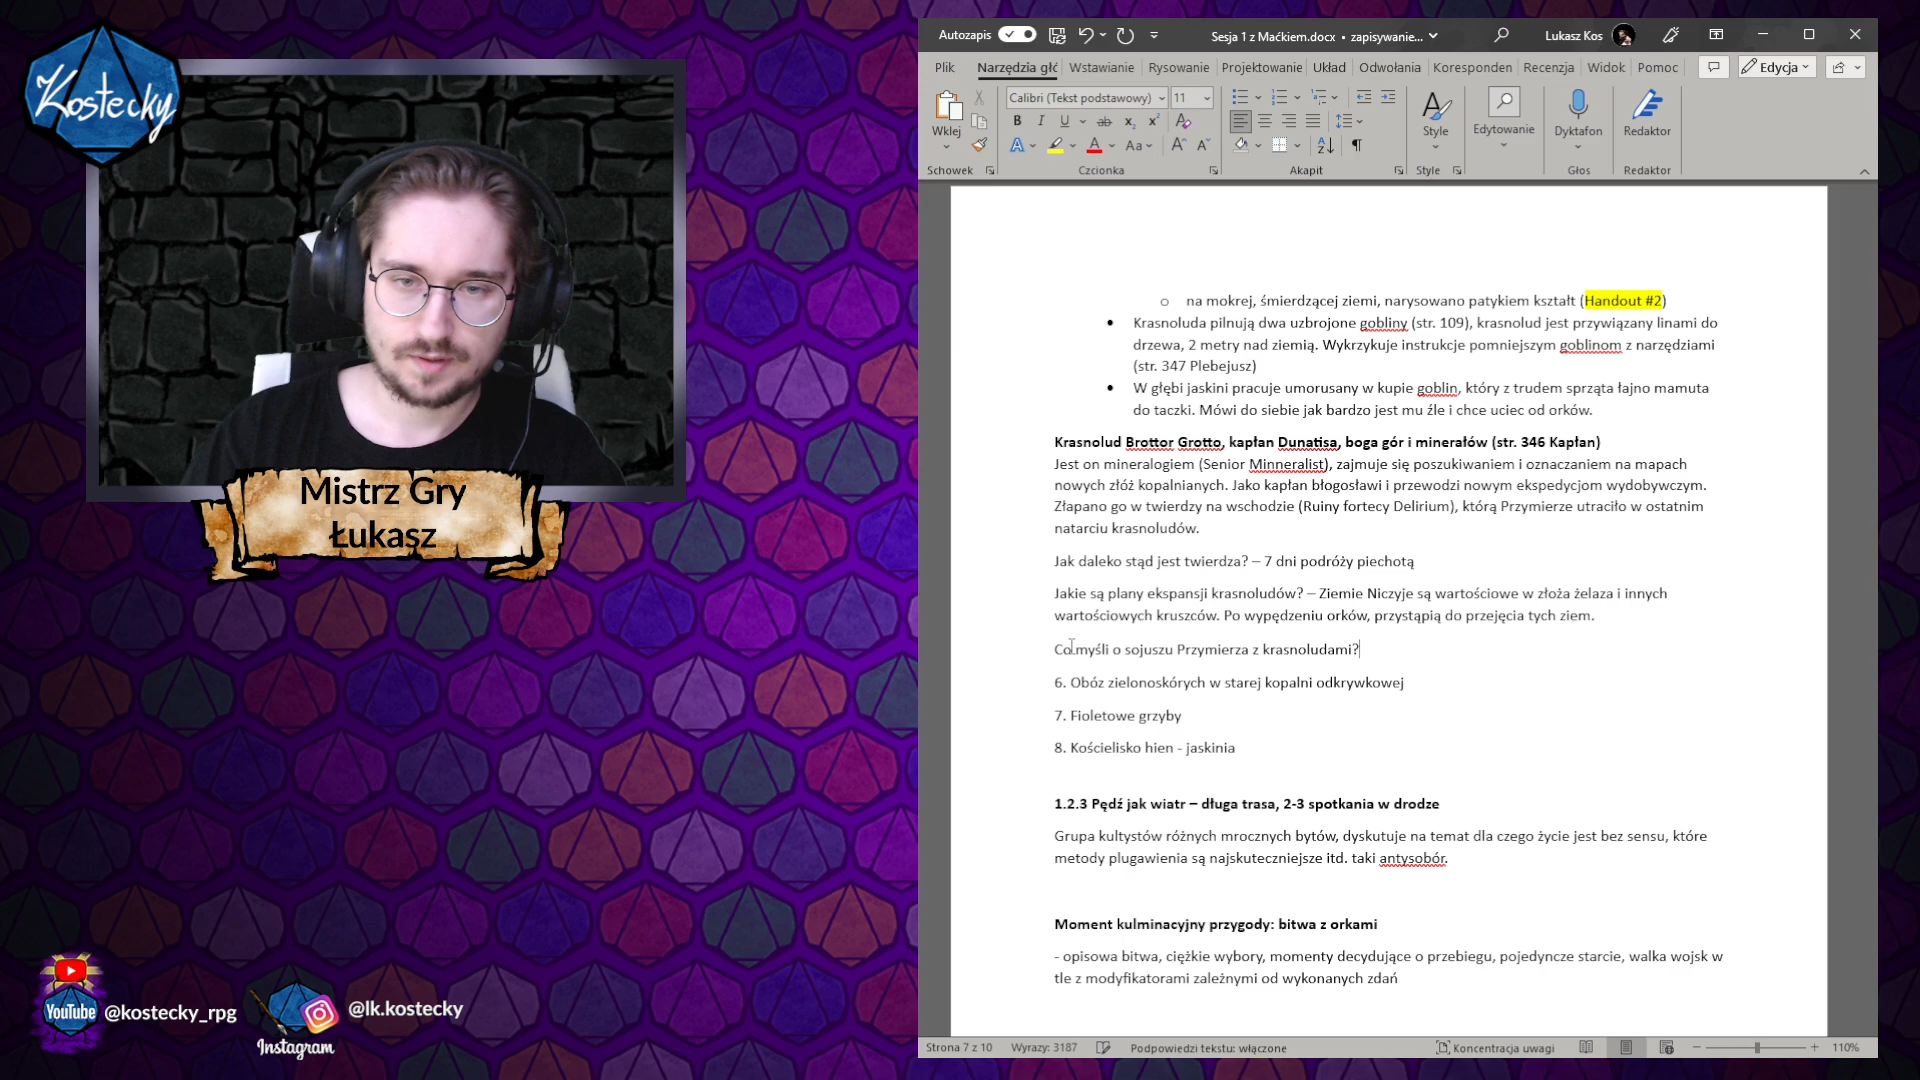 Kostecky
Mistrz Gry
Łukasz
YouTube
@kostecky_rpg
Instagram
@lk.kostecky
Autozapis
Sesja 1 z Maćkiem.docx • zapisywanie...
Lukasz Kos
Plik
Narzędzia głó
Wstawianie
Rysowanie
Projektowanie
Układ
Odwołania
Koresponden
Recenzja
Widok
Pomoc
Edycja
Wklej
Calibri (Tekst podstawowy)
11
Style
Edytowanie
Dyktafon
Redaktor
Schowek
Czcionka
Akapit
Style
Głos
Redaktor
o na mokrej, śmierdzącej ziemi, narysowano patykiem kształt (Handout #2)
• Krasnoluda pilnują dwa uzbrojone gobliny (str. 109), krasnolud jest przywiązany linami do
drzewa, 2 metry nad ziemią. Wykrzykuje instrukcje pomniejszym goblinom z narzędziami
(str. 347 Plebejusz)
• W głębi jaskini pracuje umorusany w kupie goblin, który z trudem sprząta łajno mamuta
do taczki. Mówi do siebie jak bardzo jest mu źle i chce uciec od orków.
Krasnolud Brottor Grotto, kapłan Dunatisa, boga gór i minerałów (str. 346 Kapłan)
Jest on mineralogiem (Senior Minneralist), zajmuje się poszukiwaniem i oznaczaniem na mapach
nowych złóż kopalnianych. Jako kapłan błogosławi i przewodzi nowym ekspedycjom wydobywczym.
Złapano go w twierdzy na wschodzie (Ruiny fortecy Delirium), którą Przymierze utraciło w ostatnim
natarciu krasnoludów.
Jak daleko stąd jest twierdza? – 7 dni podróży piechotą
Jakie są plany ekspansji krasnoludów? – Ziemie Niczyje są wartościowe w złoża żelaza i innych
wartościowych kruszców. Po wypędzeniu orków, przystąpią do przejęcia tych ziem.
Co myśli o sojuszu Przymierza z krasnoludami?
6. Obóz zielonoskórych w starej kopalni odkrywkowej
7. Fioletowe grzyby
8. Kościelisko hien - jaskinia
1.2.3 Pędź jak wiatr – długa trasa, 2-3 spotkania w drodze
Grupa kultystów różnych mrocznych bytów, dyskutuje na temat dla czego życie jest bez sensu, które
metody plugawienia są najskuteczniejsze itd. taki antysobór.
Moment kulminacyjny przygody: bitwa z orkami
- opisowa bitwa, ciężkie wybory, momenty decydujące o przebiegu, pojedyncze starcie, walka wojsk w
tle z modyfikatorami zależnymi od wykonanych zdań
Strona 7 z 10
Wyrazy: 3187
Podpowiedzi tekstu: włączone
Koncentracja uwagi
110%